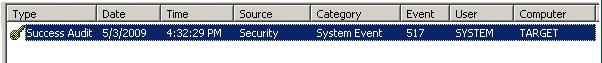 Type Date Time Source Category Event User Computer
Success Audit 5/3/2009 4:32:29 PM Security System Event 517 SYSTEM TARGET